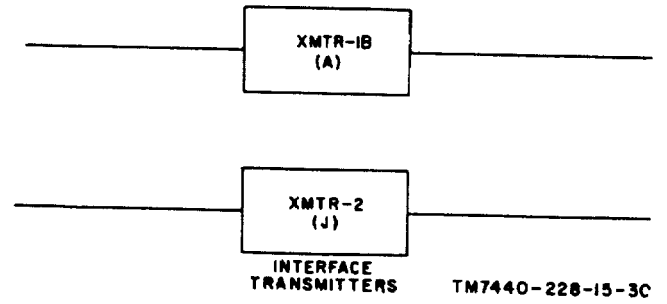 XMTR-1B
(A)
XMTR-2
(J)
INTERFACE
TRANSMITTERS
TM7440-228-15-3C